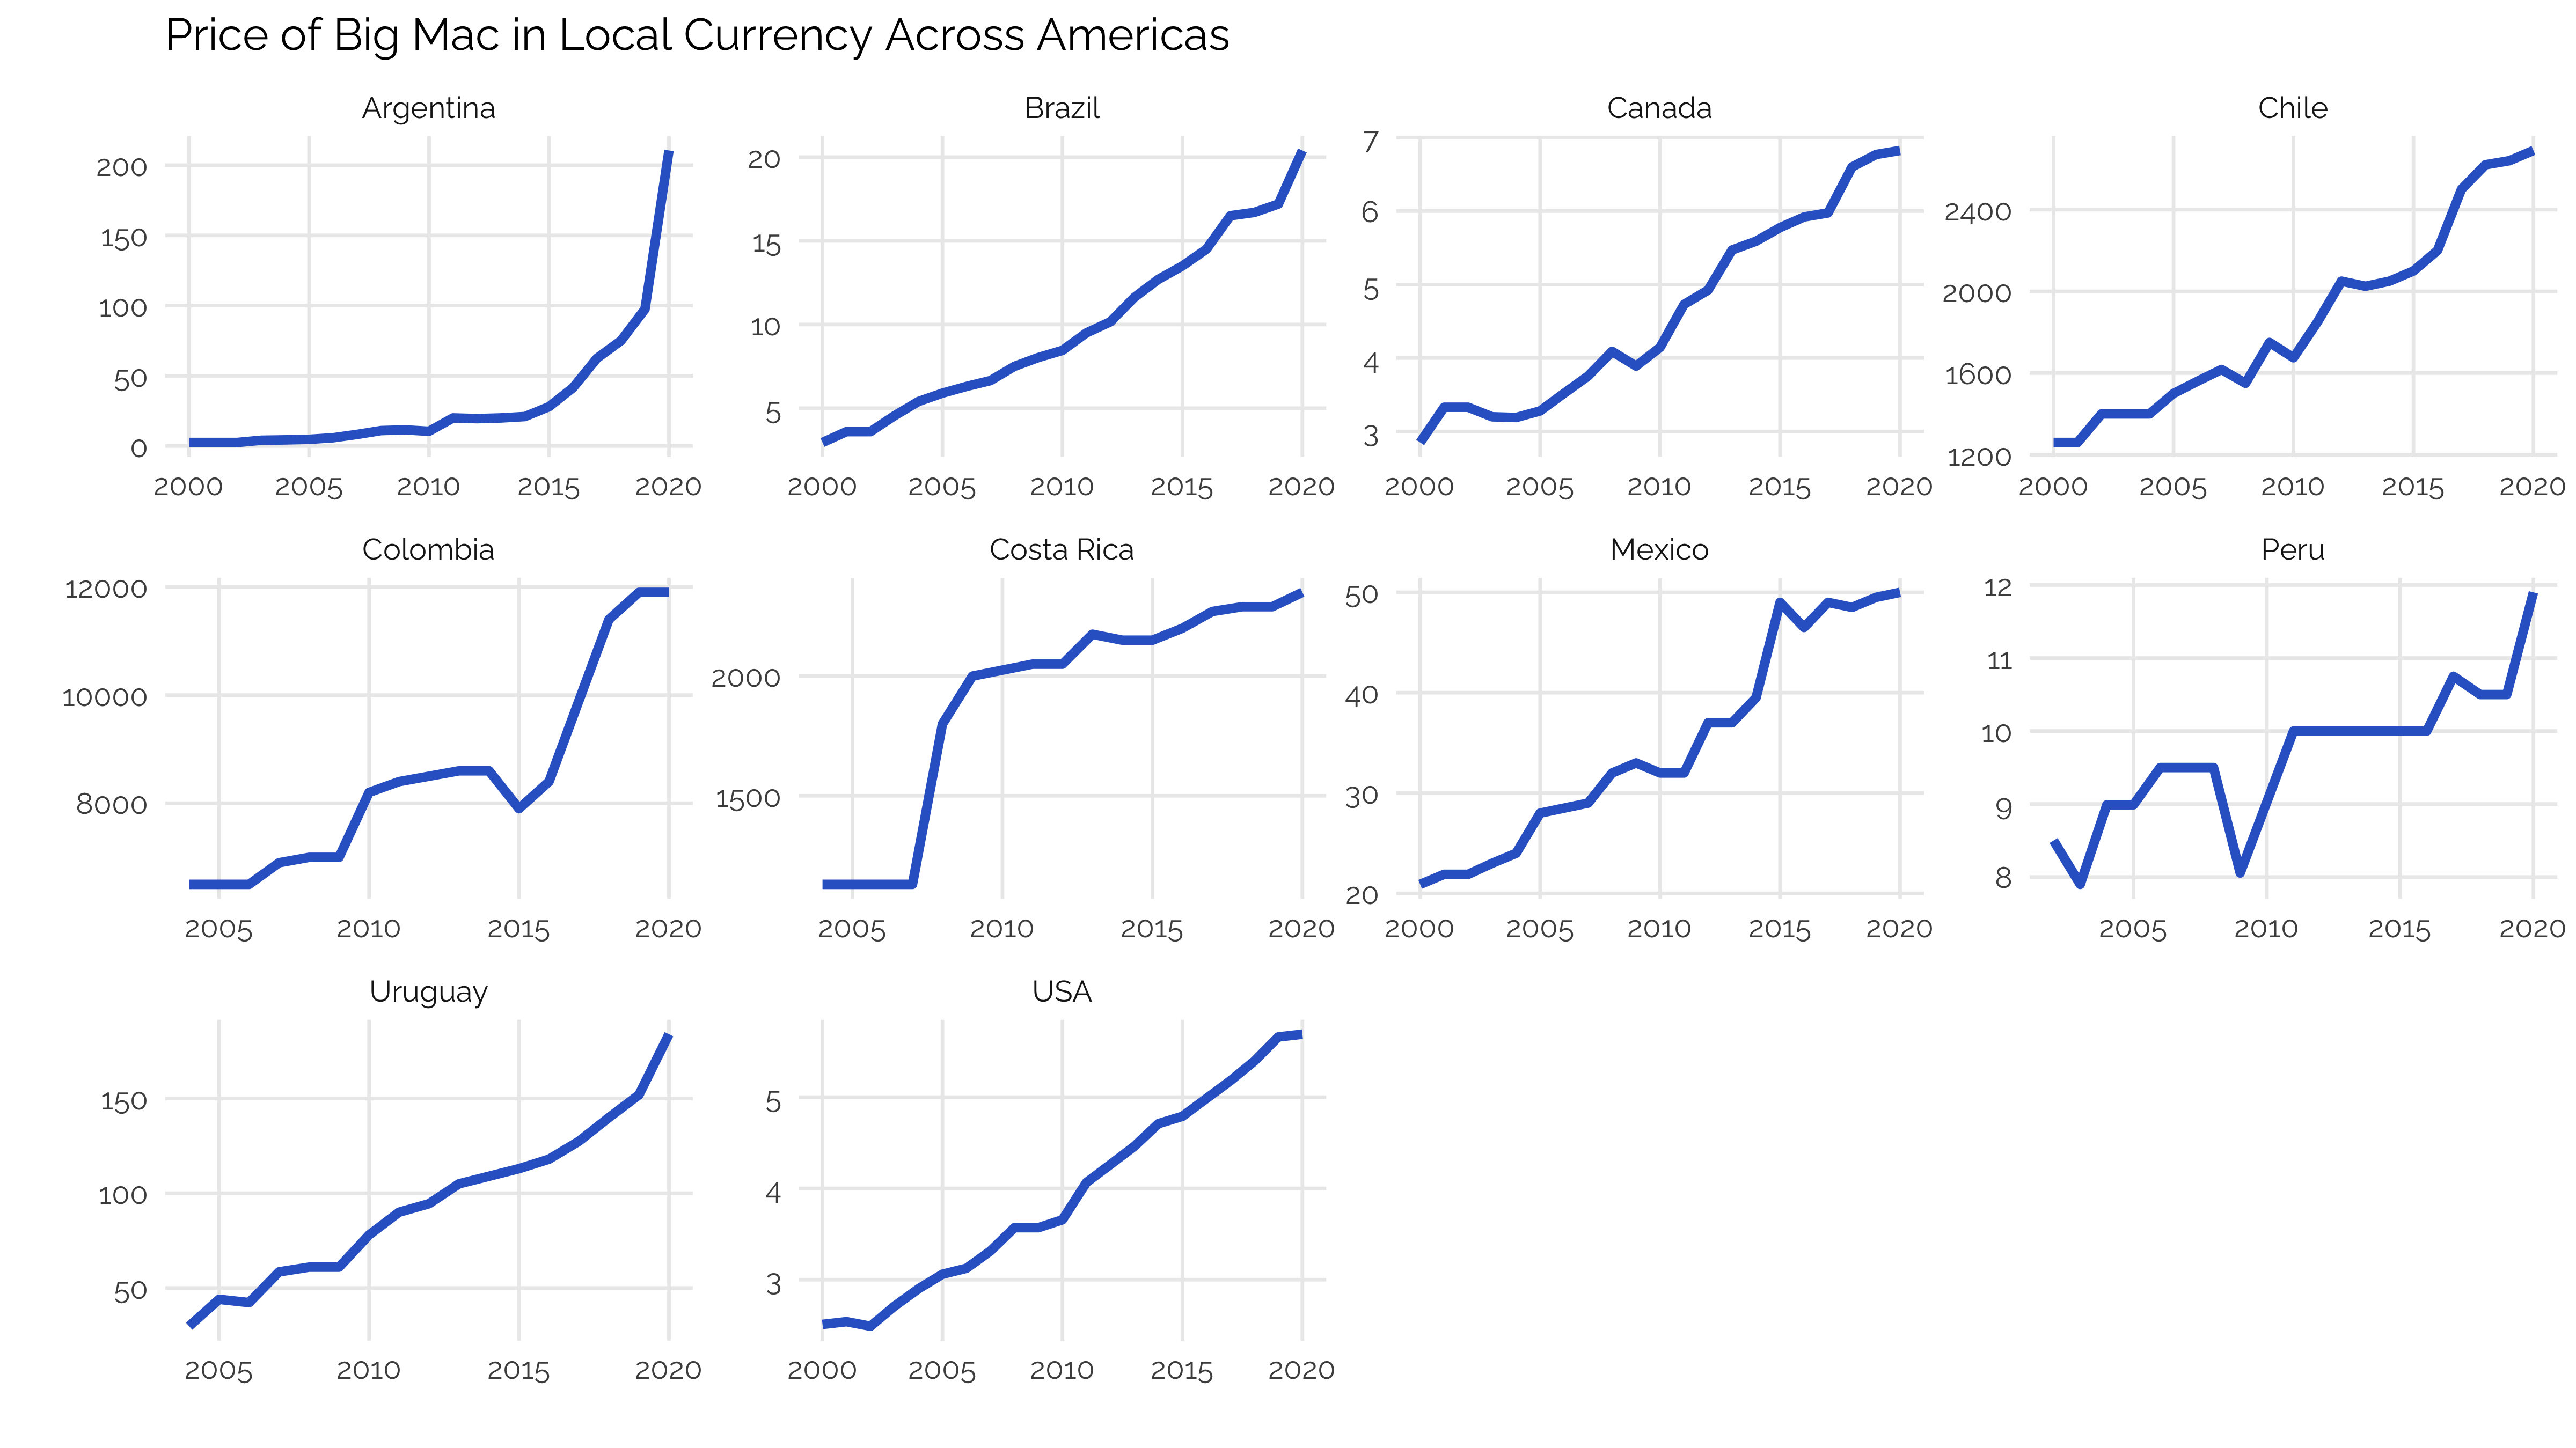 Price of Big Mac in Local Currency Across Americas
Argentina
200
150
100
50
0
2000 2005 2010 2015 2020
Brazil
20
15
10
5
2000 2005 2010 2015 2020
Canada
7
6
5
4
3
2000 2005 2010 2015 2020
Chile
2400
2000
1600
1200
2000 2005 2010 2015 2020
Colombia
12000
10000
8000
2005 2010 2015 2020
Costa Rica
2000
1500
2005 2010 2015 2020
Mexico
50
40
30
20
2000 2005 2010 2015 2020
Peru
12
11
10
9
8
2005 2010 2015 2020
Uruguay
150
100
50
2005 2010 2015 2020
USA
5
4
3
2000 2005 2010 2015 2020